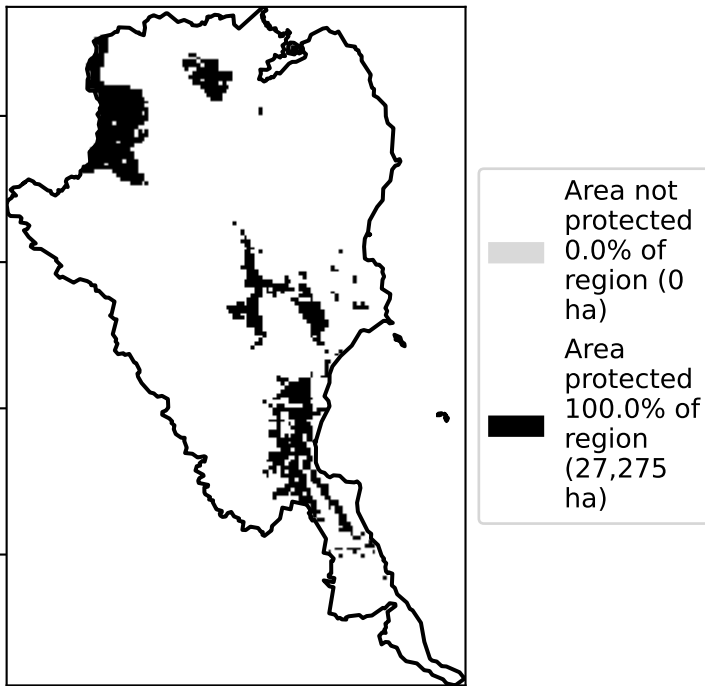 Area not
protected
0.0% of
region (0
ha)
Area
protected
100.0% of
region
(27,275
ha)